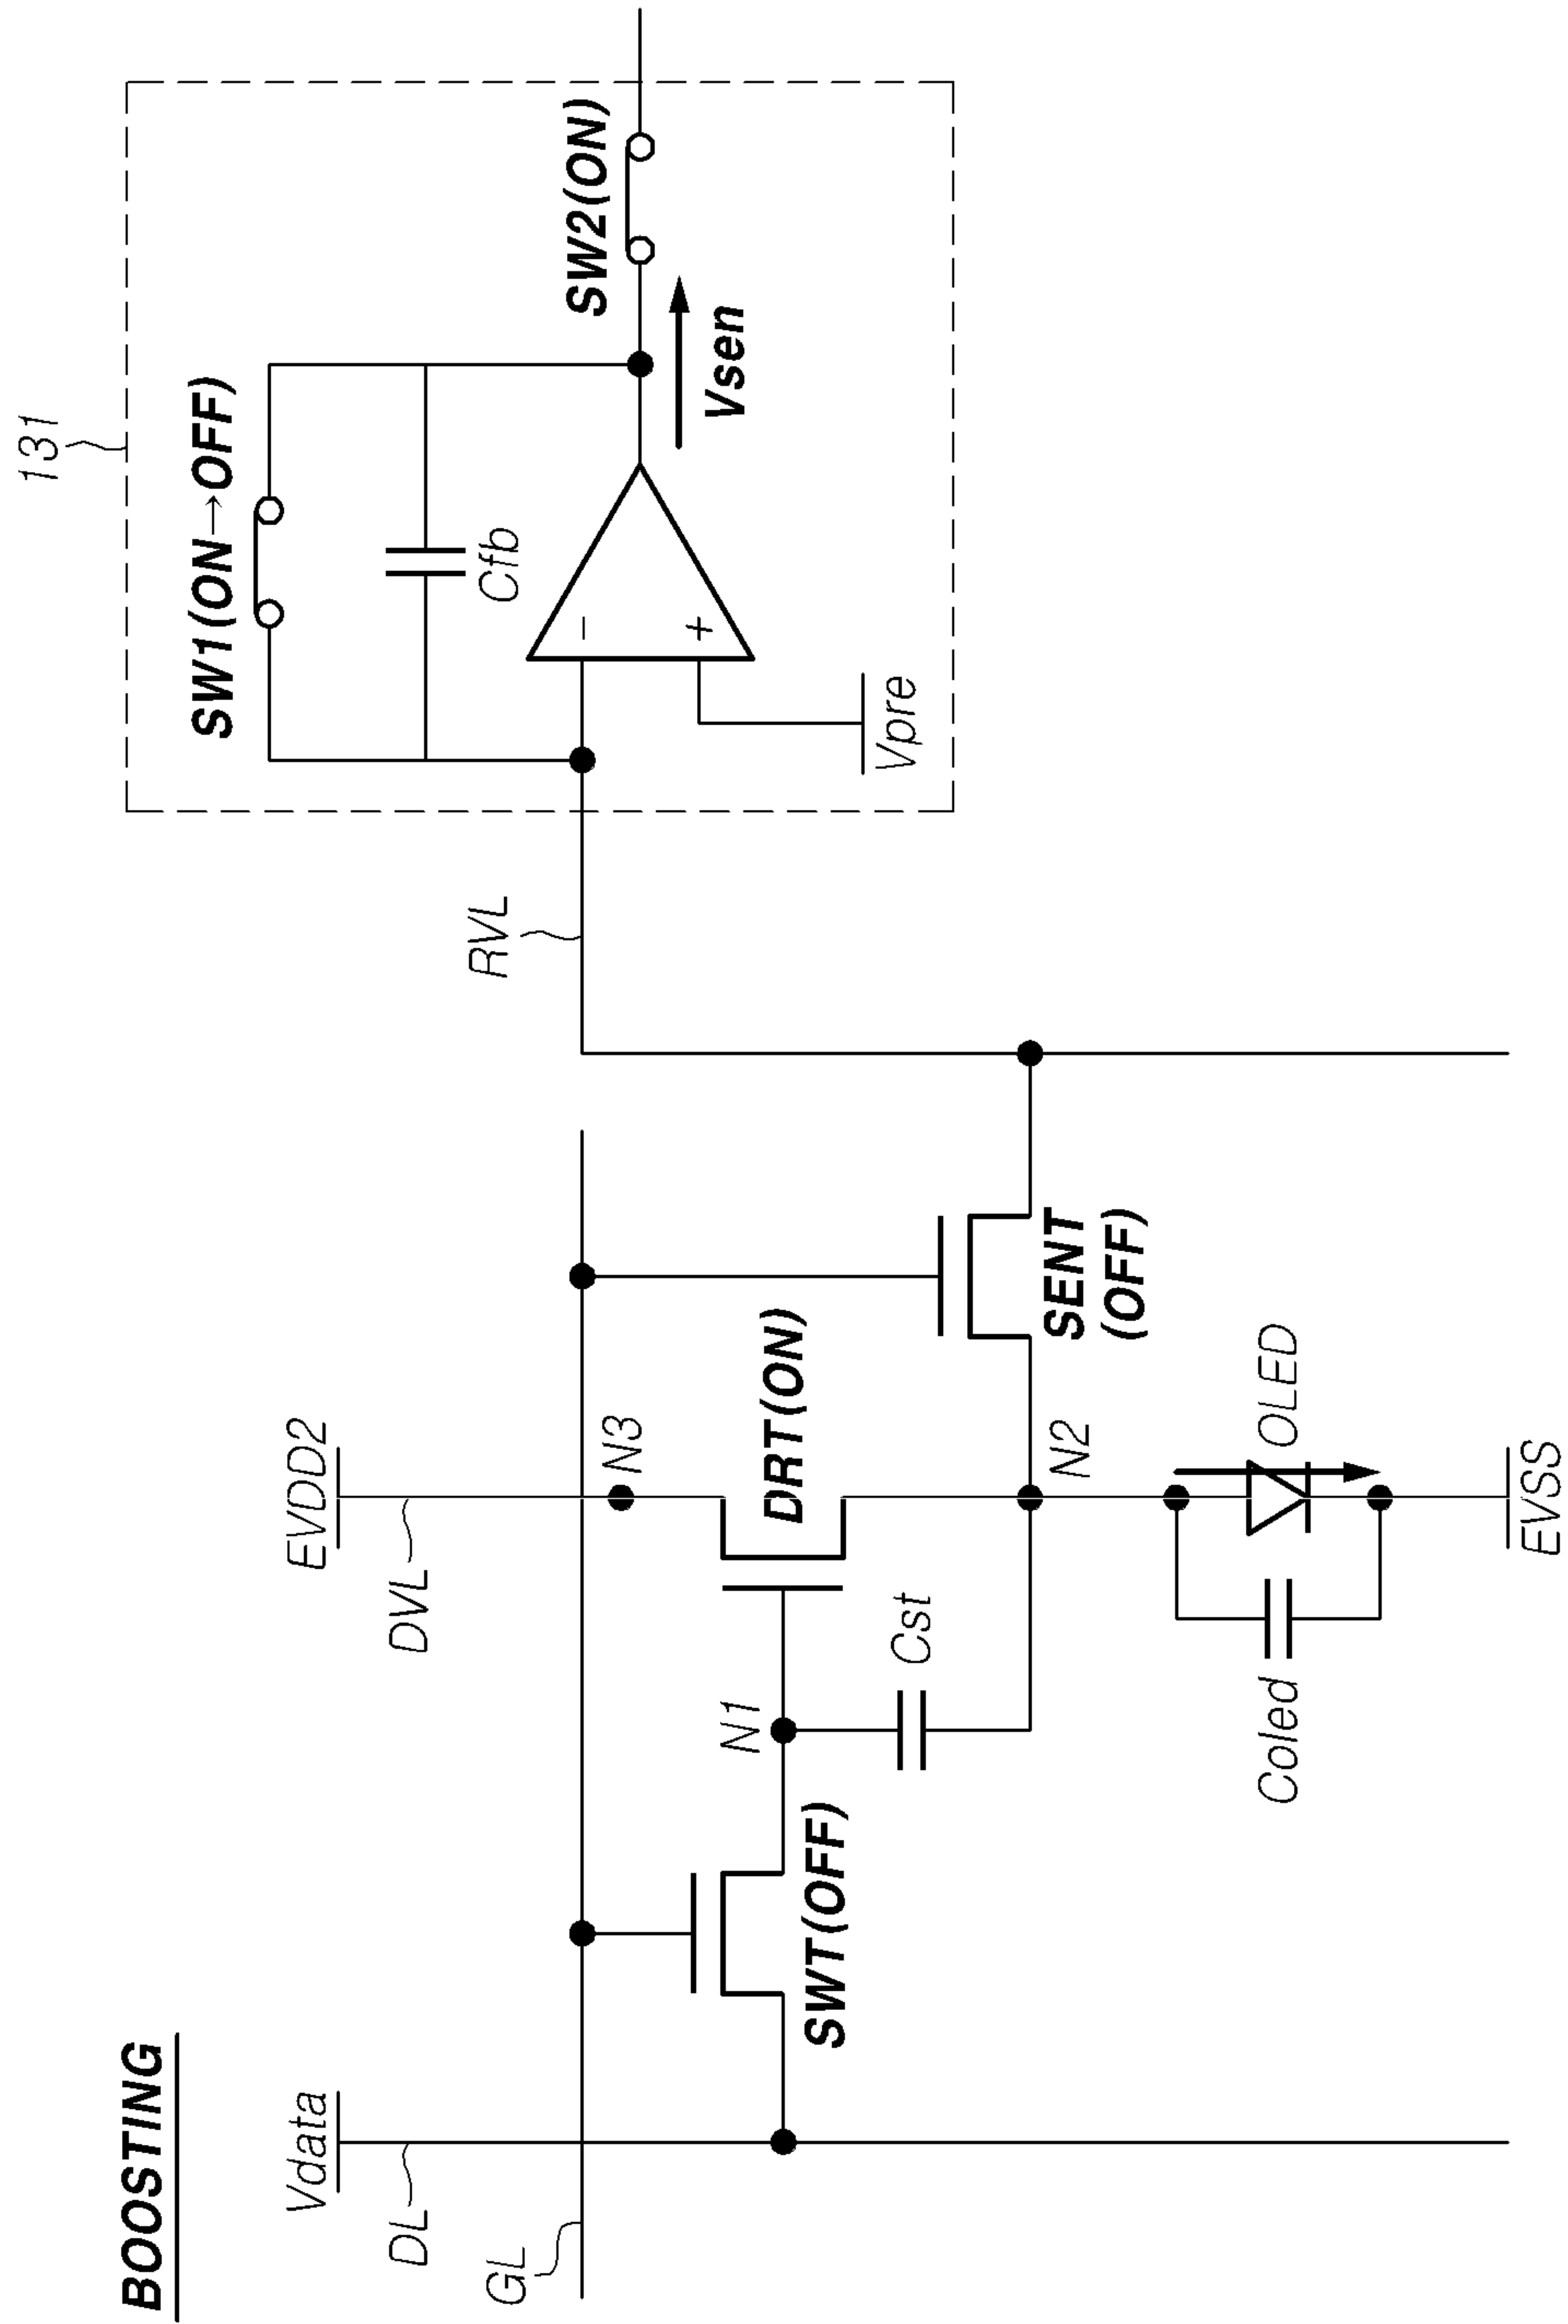 BOOSTING
131
SW1(ON→OFF)
Cfb
SW2(ON)
Vsen
−
+
Vpre
RVL
Vdata
DL
GL
EVDD2
DVL
N3
DRT(ON)
N1
Cst
SWT(OFF)
N2
SENT
(OFF)
Coled
OLED
EVSS